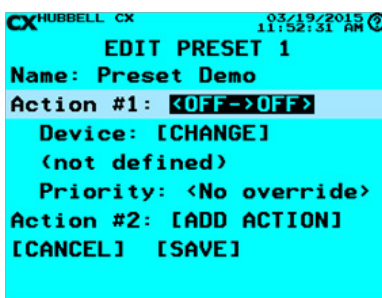 CX HUBBELL CX 03/19/2015
11:52:31 AM ?
EDIT PRESET 1
Name: Preset Demo
Action #1: <OFF->OFF>
Device: [CHANGE]
(not defined)
Priority: <No override>
Action #2: [ADD ACTION]
[CANCEL] [SAVE]